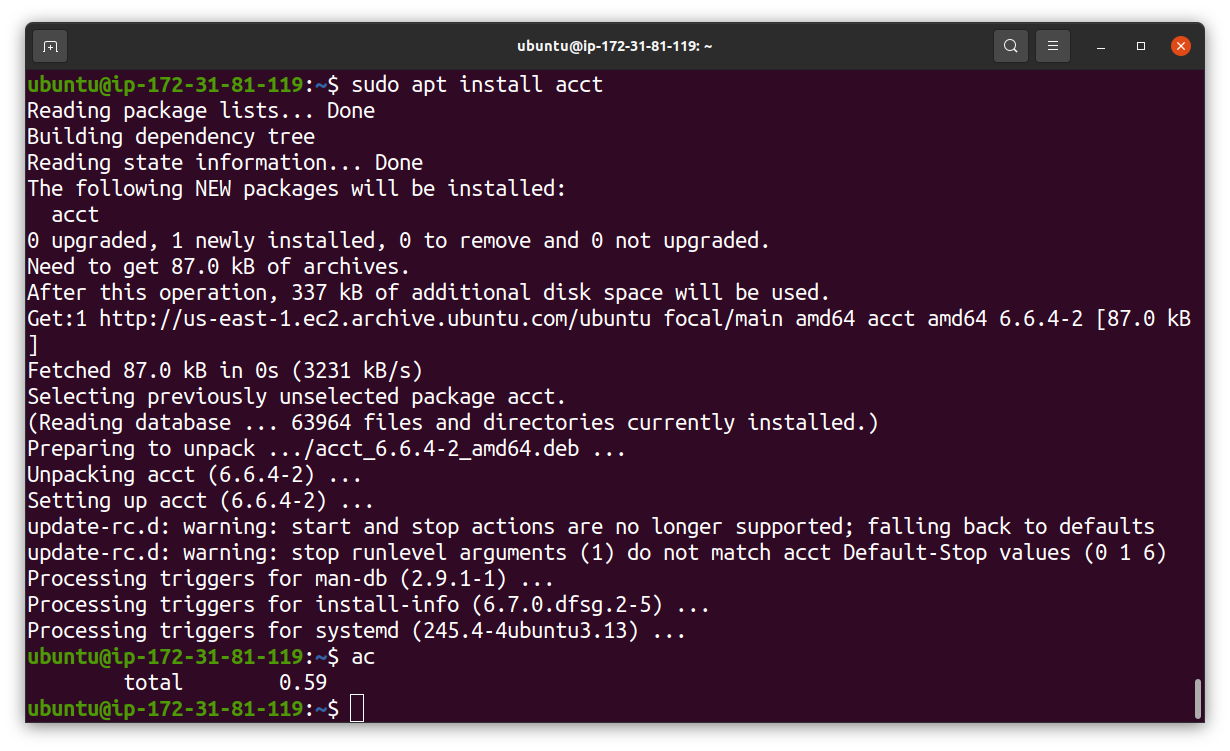 ubuntu@ip-172-31-81-119: ~
ubuntu@ip-172-31-81-119:~$ sudo apt install acct
Reading package lists... Done
Building dependency tree
Reading state information... Done
The following NEW packages will be installed:
  acct
0 upgraded, 1 newly installed, 0 to remove and 0 not upgraded.
Need to get 87.0 kB of archives.
After this operation, 337 kB of additional disk space will be used.
Get:1 http://us-east-1.ec2.archive.ubuntu.com/ubuntu focal/main amd64 acct amd64 6.6.4-2 [87.0 kB
]
Fetched 87.0 kB in 0s (3231 kB/s)
Selecting previously unselected package acct.
(Reading database ... 63964 files and directories currently installed.)
Preparing to unpack .../acct_6.6.4-2_amd64.deb ...
Unpacking acct (6.6.4-2) ...
Setting up acct (6.6.4-2) ...
update-rc.d: warning: start and stop actions are no longer supported; falling back to defaults
update-rc.d: warning: stop runlevel arguments (1) do not match acct Default-Stop values (0 1 6)
Processing triggers for man-db (2.9.1-1) ...
Processing triggers for install-info (6.7.0.dfsg.2-5) ...
Processing triggers for systemd (245.4-4ubuntu3.13) ...
ubuntu@ip-172-31-81-119:~$ ac
        total        0.59
ubuntu@ip-172-31-81-119:~$